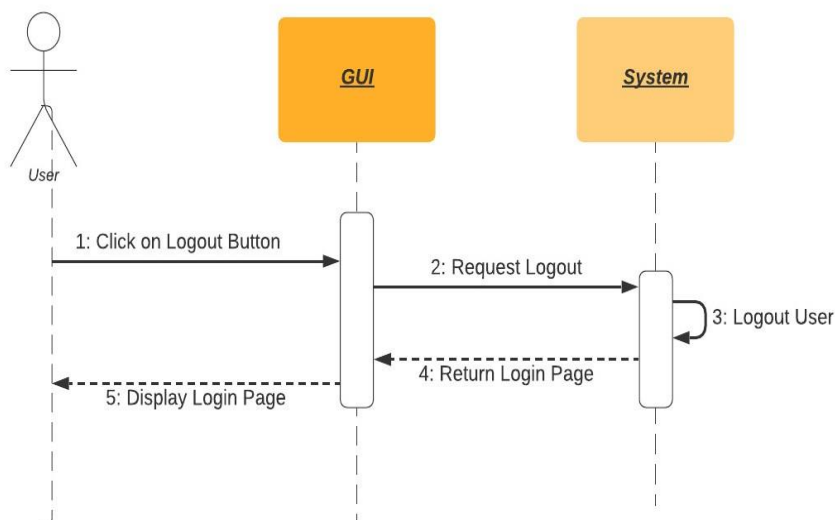 GUI
System
User
1: Click on Logout Button
2: Request Logout
3: Logout User
4: Return Login Page
5: Display Login Page